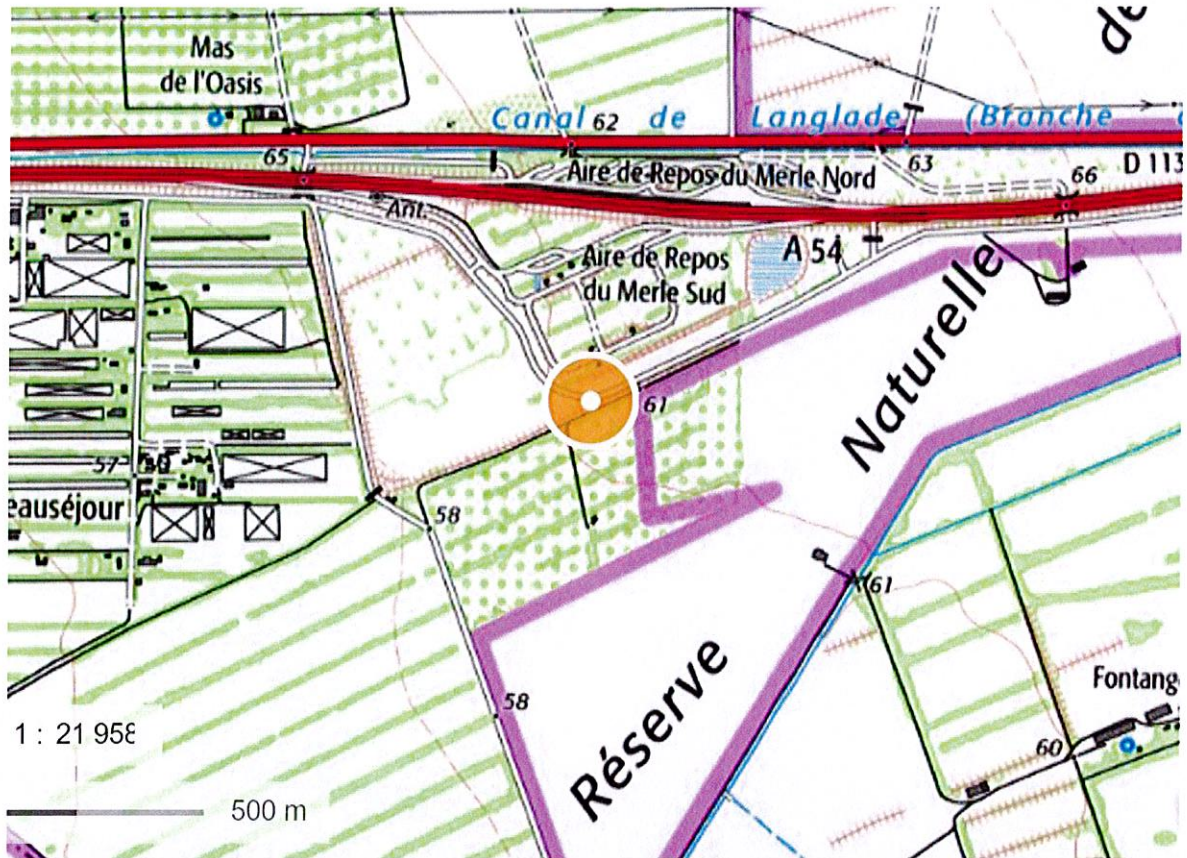 de
Mas
de l'Oasis
Canal de Langlade (Branche
62
65
63
Aire de Repos du Merle Nord
66
D 113
Ant.
Aire de Repos
du Merle Sud
A 54
Naturelle
61
57
eauséjour
58
61
Réserve
58
Fontang
60
1 : 21 958
500 m